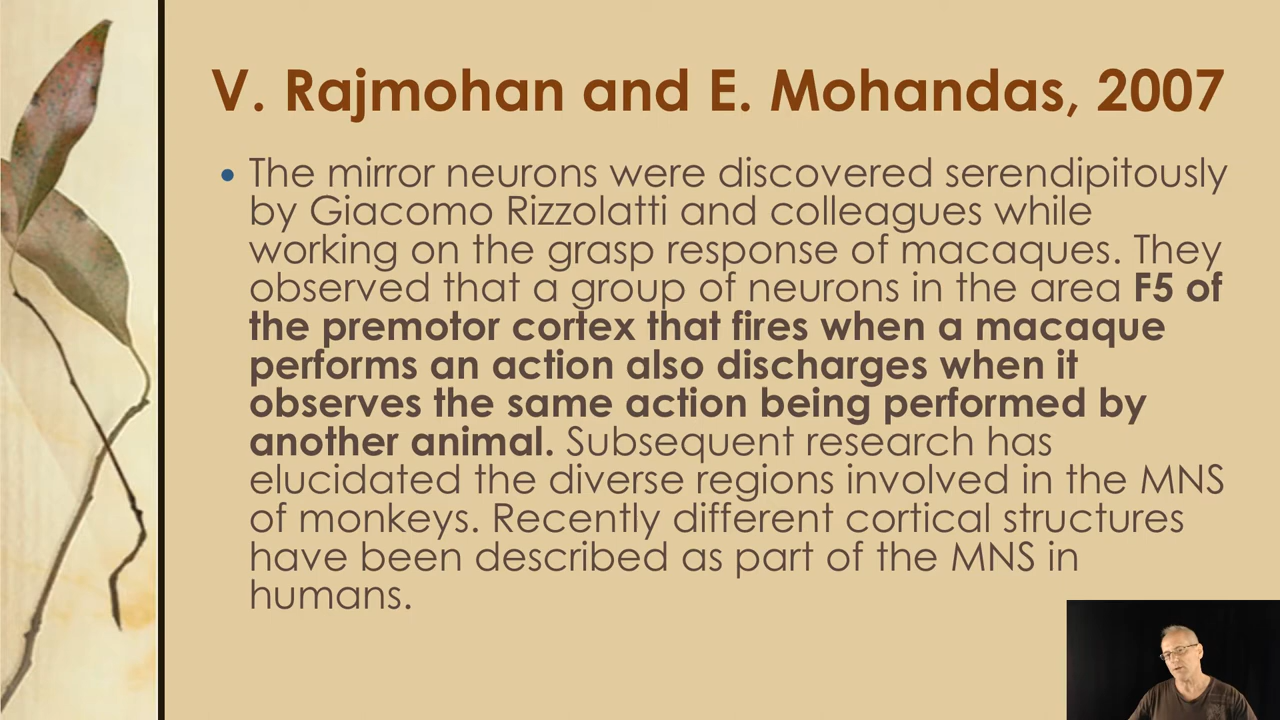 V. Rajmohan and E. Mohandas, 2007
• The mirror neurons were discovered serendipitously
by Giacomo Rizzolatti and colleagues while
working on the grasp response of macaques. They
observed that a group of neurons in the area F5 of
the premotor cortex that fires when a macaque
performs an action also discharges when it
observes the same action being performed by
another animal. Subsequent research has
elucidated the diverse regions involved in the MNS
of monkeys. Recently different cortical structures
have been described as part of the MNS in
humans.